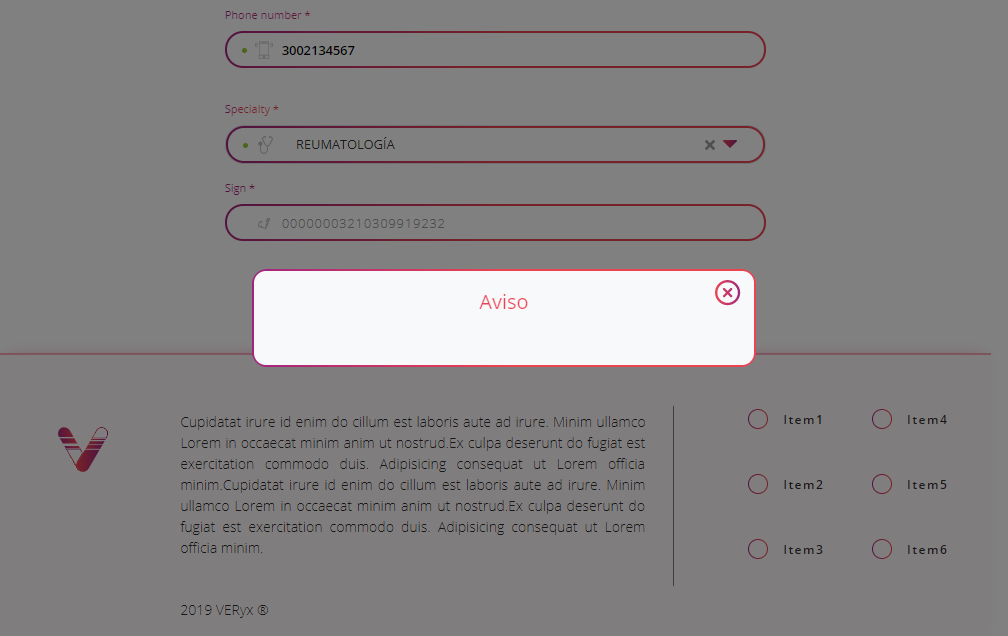 Phone number *
3002134567
Specialty *
REUMATOLOGÍA
Sign *
00000003210309919232
Aviso
Cupidatat irure id enim do cillum est laboris aute ad irure. Minim ullamco
Lorem in occaecat minim anim ut nostrud.Ex culpa deserunt do fugiat est
exercitation commodo duis. Adipisicing consequat ut Lorem officia
minim.Cupidatat irure id enim do cillum est laboris aute ad irure. Minim
ullamco Lorem in occaecat minim anim ut nostrud.Ex culpa deserunt do
fugiat est exercitation commodo duis. Adipisicing consequat ut Lorem
officia minim.
2019 VERyx ®
Item1
Item4
Item2
Item5
Item3
Item6